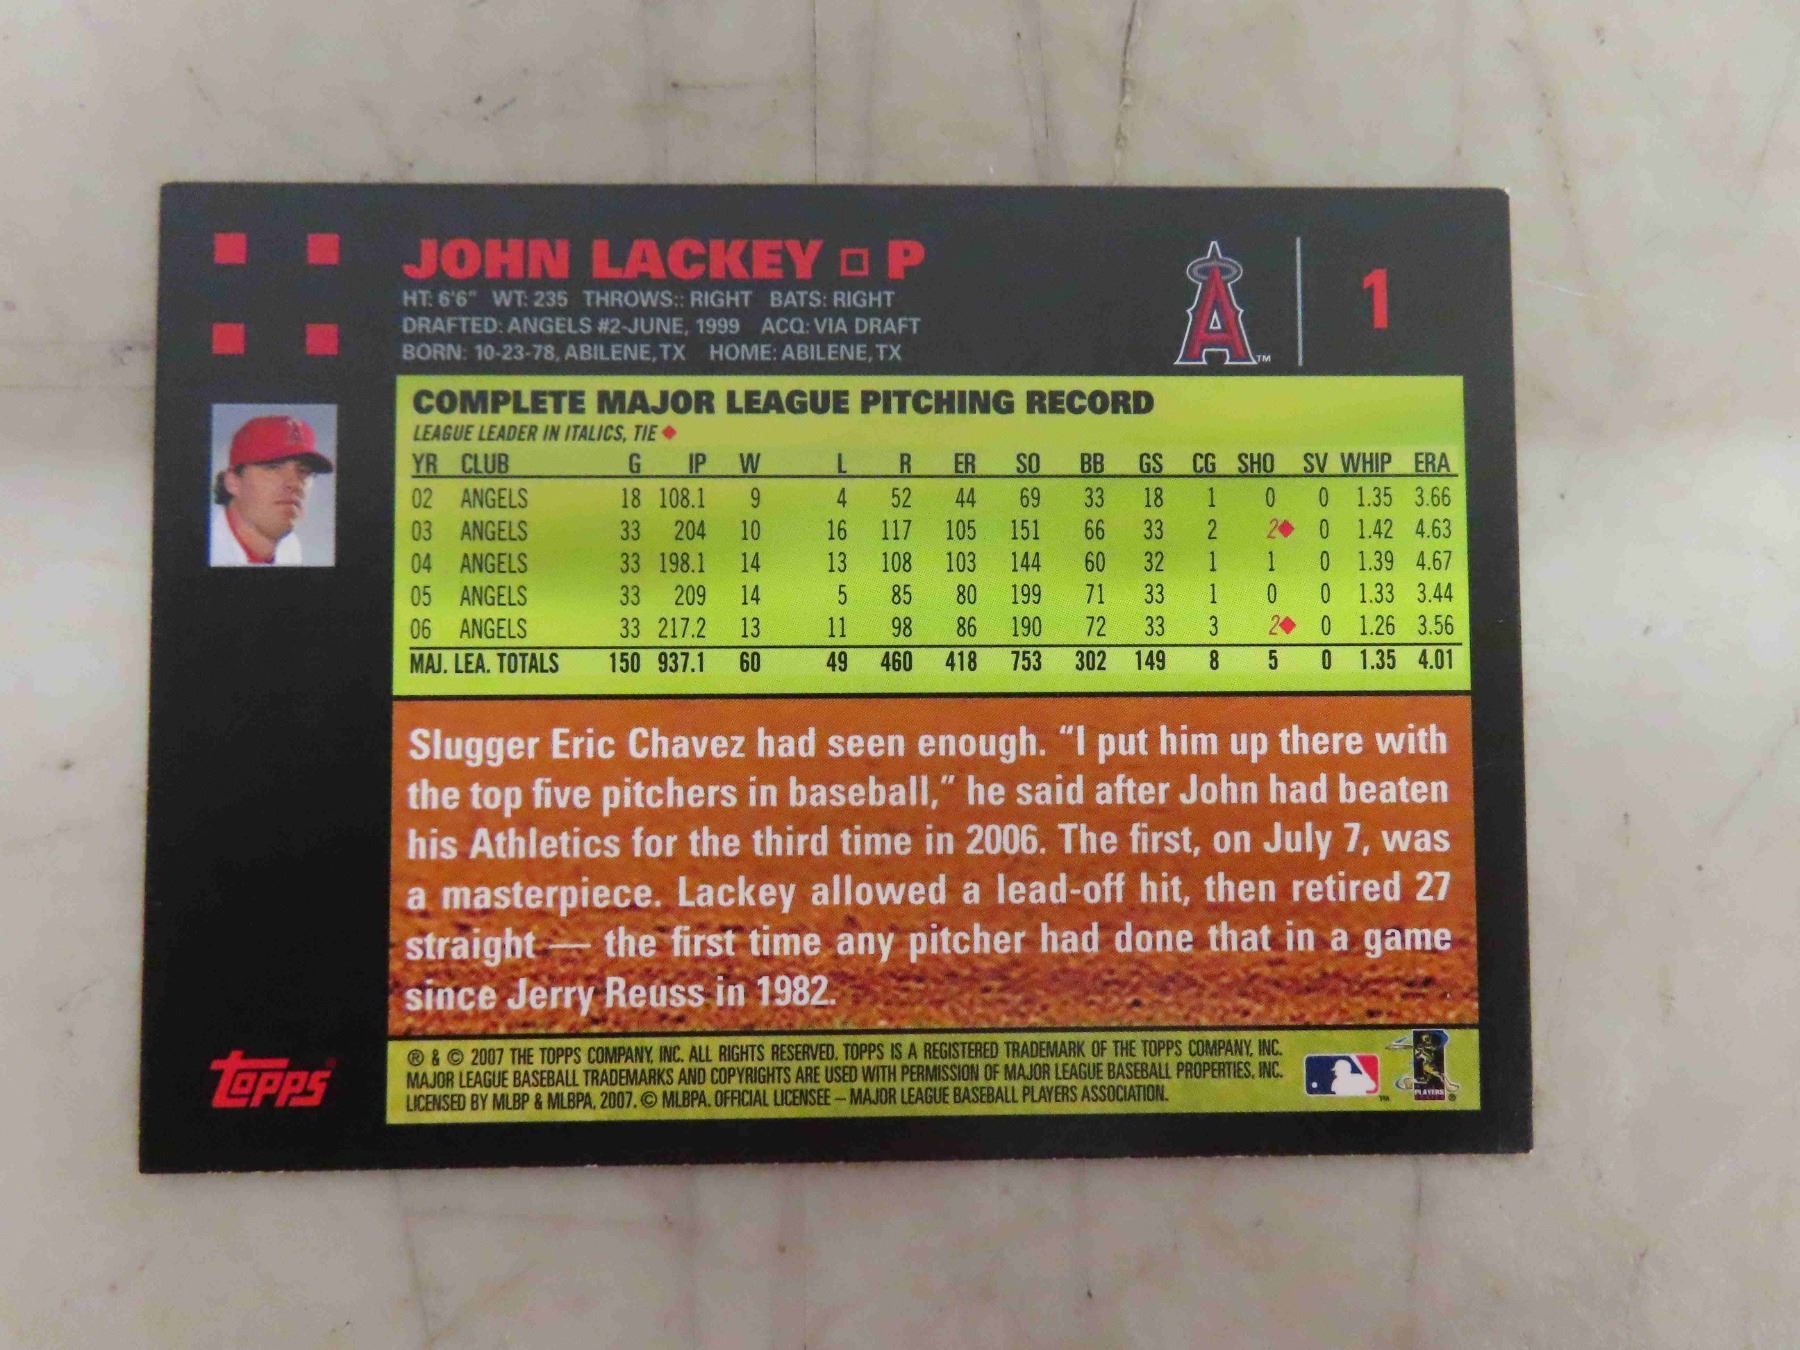 JOHN LACKEY P
HT: 6'6" WT: 235 THROWS:: RIGHT BATS: RIGHT
DRAFTED: ANGELS #2-JUNE, 1999 ACQ: VIA DRAFT
BORN: 10-23-78, ABILENE, TX HOME: ABILENE, TX
A ™
1
COMPLETE MAJOR LEAGUE PITCHING RECORD
LEAGUE LEADER IN ITALICS, TIE ♦
YR CLUB G IP W L R ER SO BB GS CG SHO SV WHIP ERA
02 ANGELS 18 108.1 9 4 52 44 69 33 18 1 0 0 1.35 3.66
03 ANGELS 33 204 10 16 117 105 151 66 33 2 2♦ 0 1.42 4.63
04 ANGELS 33 198.1 14 13 108 103 144 60 32 1 1 0 1.39 4.67
05 ANGELS 33 209 14 5 85 80 199 71 33 1 0 0 1.33 3.44
06 ANGELS 33 217.2 13 11 98 86 190 72 33 3 2♦ 0 1.26 3.56
MAJ. LEA. TOTALS 150 937.1 60 49 460 418 753 302 149 8 5 0 1.35 4.01
Slugger Eric Chavez had seen enough. “I put him up there with
the top five pitchers in baseball,” he said after John had beaten
his Athletics for the third time in 2006. The first, on July 7, was
a masterpiece. Lackey allowed a lead-off hit, then retired 27
straight — the first time any pitcher had done that in a game
since Jerry Reuss in 1982.
Topps ®
® & © 2007 THE TOPPS COMPANY, INC. ALL RIGHTS RESERVED. TOPPS IS A REGISTERED TRADEMARK OF THE TOPPS COMPANY, INC.
MAJOR LEAGUE BASEBALL TRADEMARKS AND COPYRIGHTS ARE USED WITH PERMISSION OF MAJOR LEAGUE BASEBALL PROPERTIES, INC.
LICENSED BY MLBP & MLBPA, 2007. © MLBPA. OFFICIAL LICENSEE – MAJOR LEAGUE BASEBALL PLAYERS ASSOCIATION.
™
PLAYERS ®